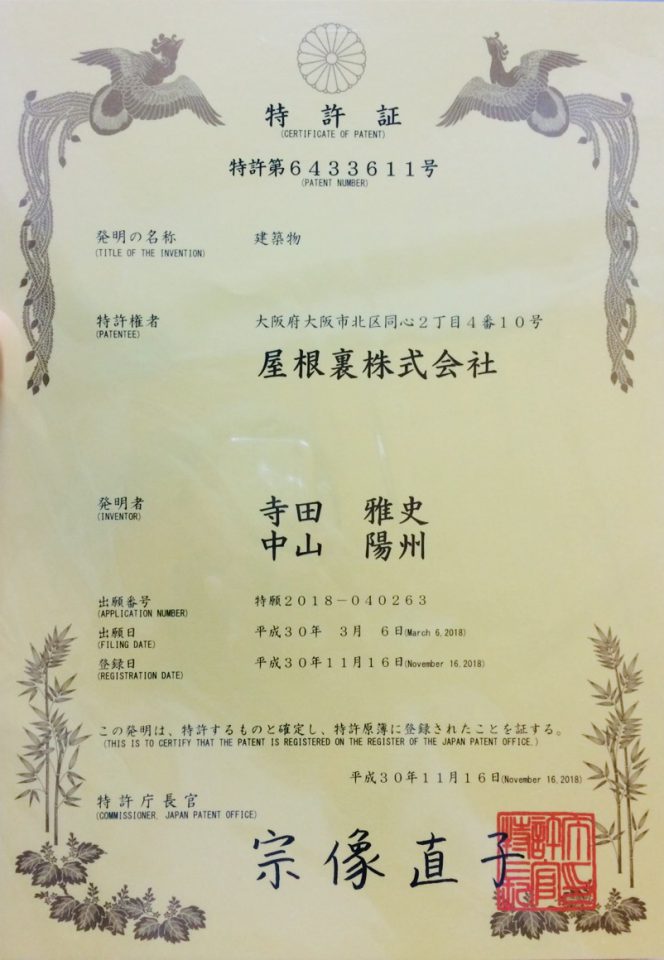 特許証
(CERTIFICATE OF PATENT)
特許第6433611号
(PATENT NUMBER)
発明の名称 建築物
(TITLE OF THE INVENTION)
特許権者 大阪府大阪市北区同心2丁目4番10号
(PATENTEE)
屋根裏株式会社
発明者 寺田 雅史
(INVENTOR)
中山 陽州
出願番号 特願2018-040263
(APPLICATION NUMBER)
出願日 平成30年 3月 6日(March 6,2018)
(FILING DATE)
登録日 平成30年11月16日(November 16,2018)
(REGISTRATION DATE)
この発明は、特許するものと確定し、特許原簿に登録されたことを証する。
(THIS IS TO CERTIFY THAT THE PATENT IS REGISTERED ON THE REGISTER OF THE JAPAN PATENT OFFICE.)
平成30年11月16日(November 16,2018)
特許庁長官
(COMMISSIONER, JAPAN PATENT OFFICE)
宗像直子